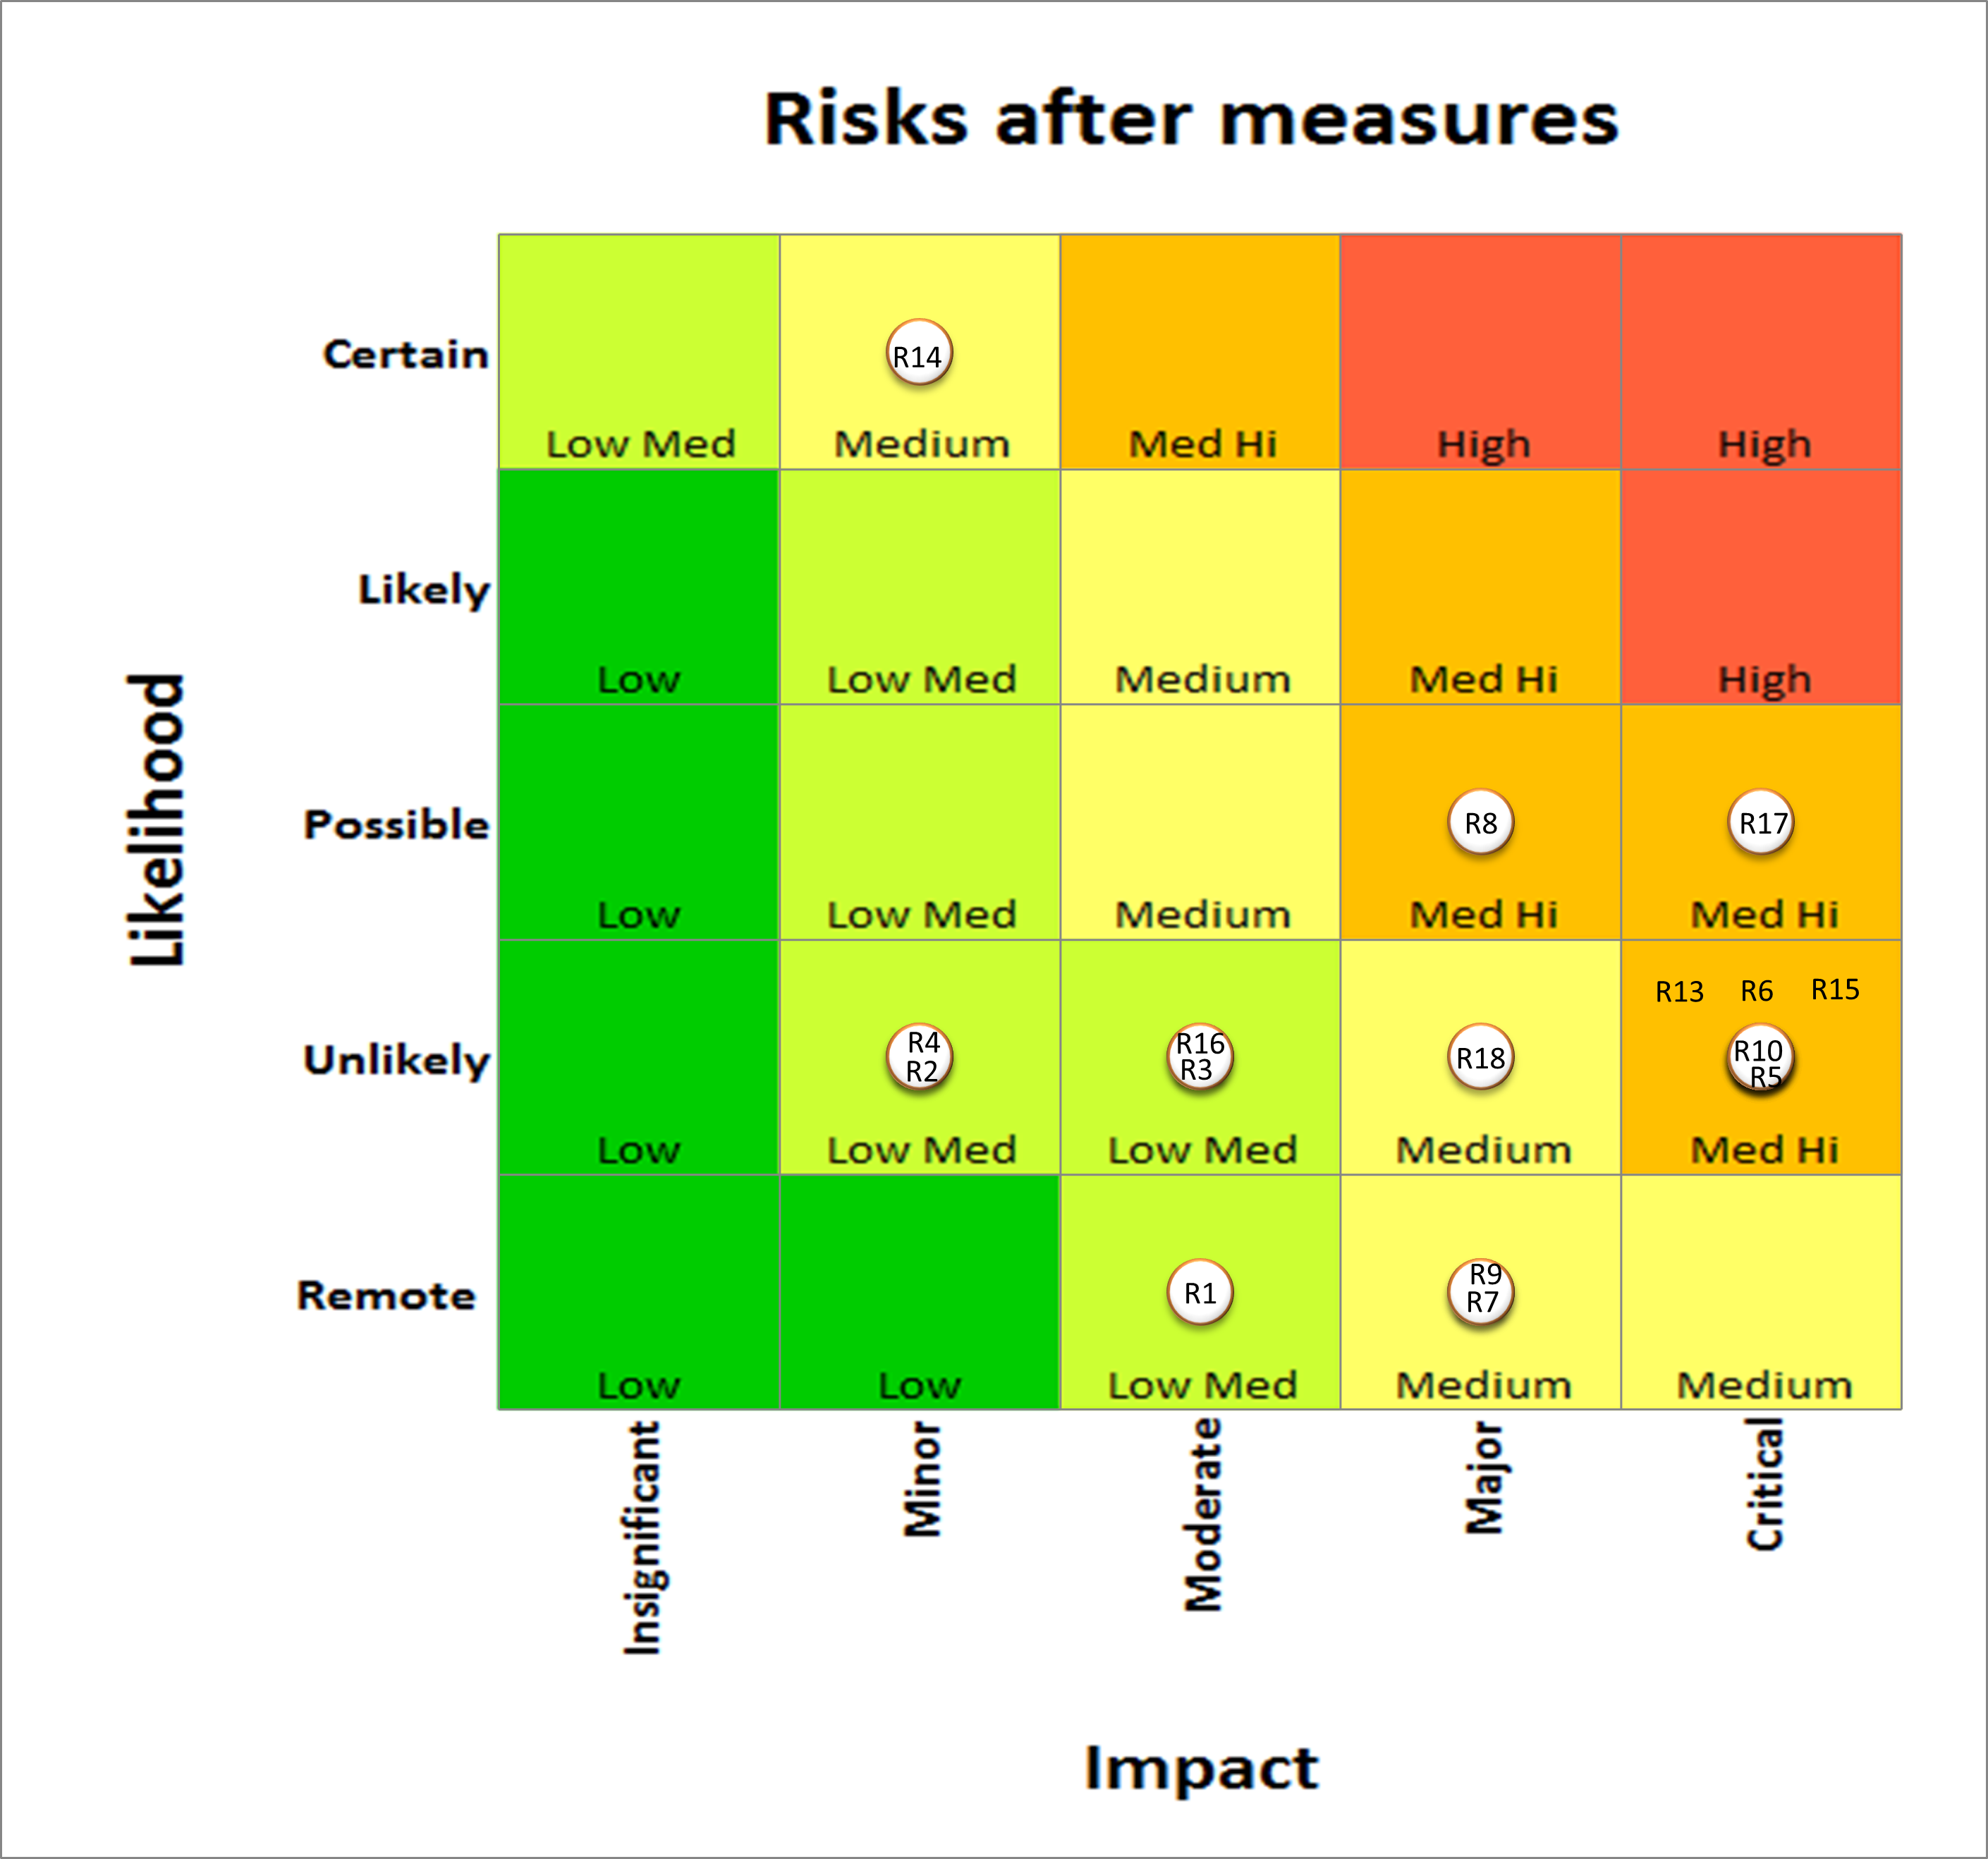 Risks after measures
Certain
R14
Low Med
Medium
Med Hi
High
High
Likely
Low
Low Med
Medium
Med Hi
High
Likelihood
Possible
R8
R17
Low
Low Med
Medium
Med Hi
Med Hi
R13 R6 R15
Unlikely
R4
R2
R16
R3
R18
R10
R5
Low
Low Med
Low Med
Medium
Med Hi
Remote
R1
R9
R7
Low
Low
Low Med
Medium
Medium
Insignificant
Minor
Moderate
Major
Critical
Impact